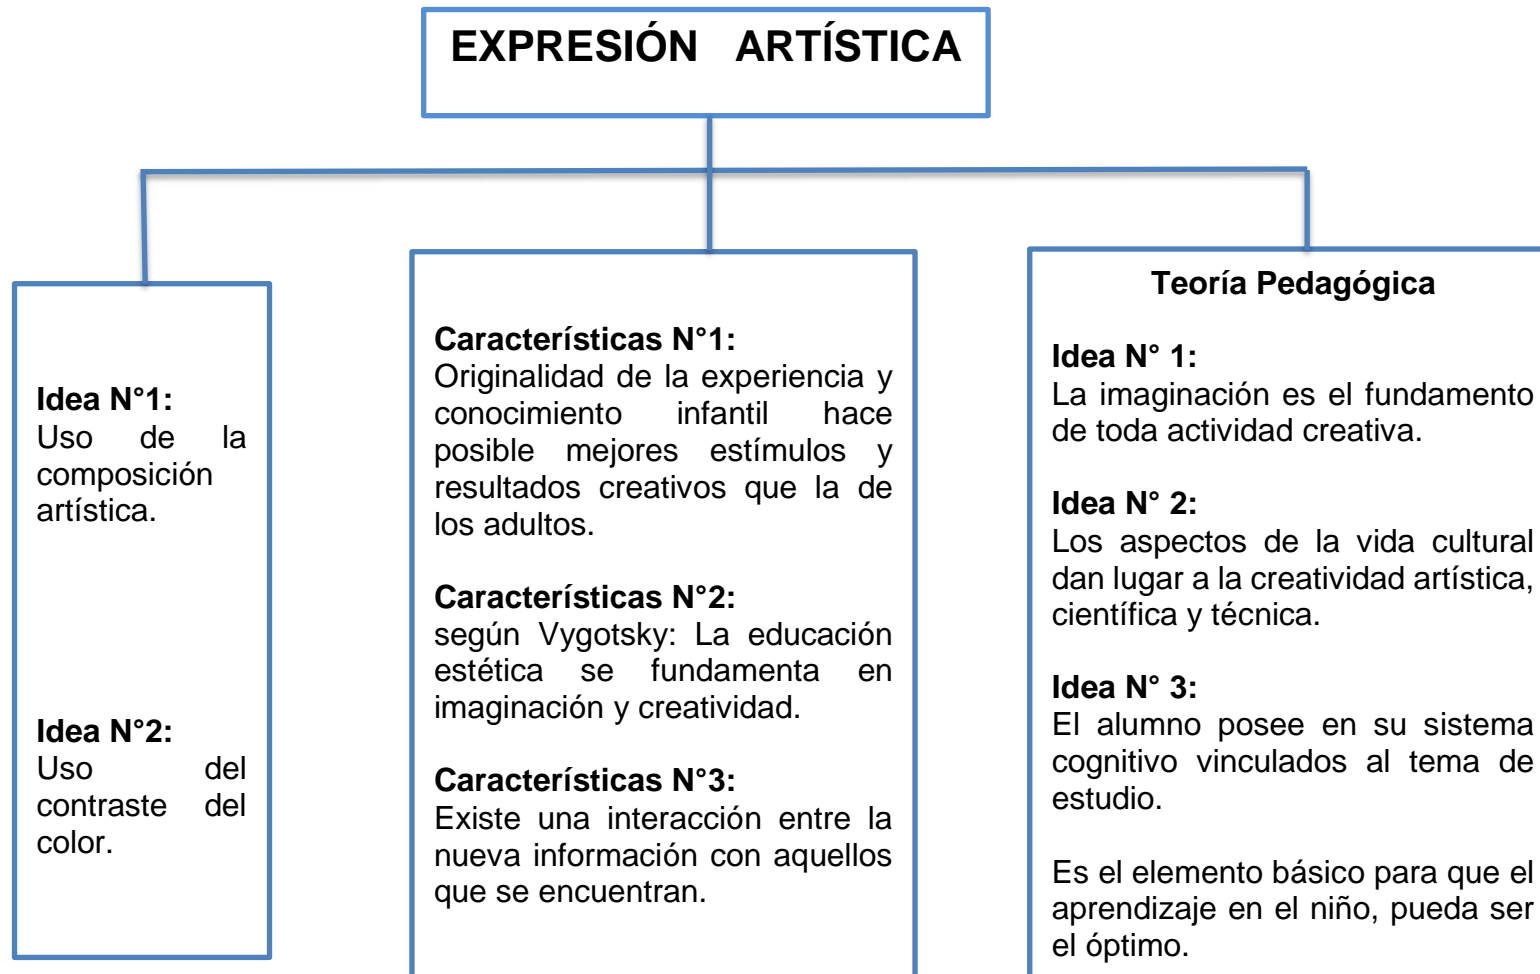 EXPRESIÓN ARTÍSTICA
Idea N°1:
Uso de la
composición
artística.
Idea N°2:
Uso del
contraste del
color.
Características N°1:
Originalidad de la experiencia y
conocimiento infantil hace
posible mejores estímulos y
resultados creativos que la de
los adultos.
Características N°2:
según Vygotsky: La educación
estética se fundamenta en
imaginación y creatividad.
Características N°3:
Existe una interacción entre la
nueva información con aquellos
que se encuentran.
Teoría Pedagógica
Idea N° 1:
La imaginación es el fundamento
de toda actividad creativa.
Idea N° 2:
Los aspectos de la vida cultural
dan lugar a la creatividad artística,
científica y técnica.
Idea N° 3:
El alumno posee en su sistema
cognitivo vinculados al tema de
estudio.
Es el elemento básico para que el
aprendizaje en el niño, pueda ser
el óptimo.